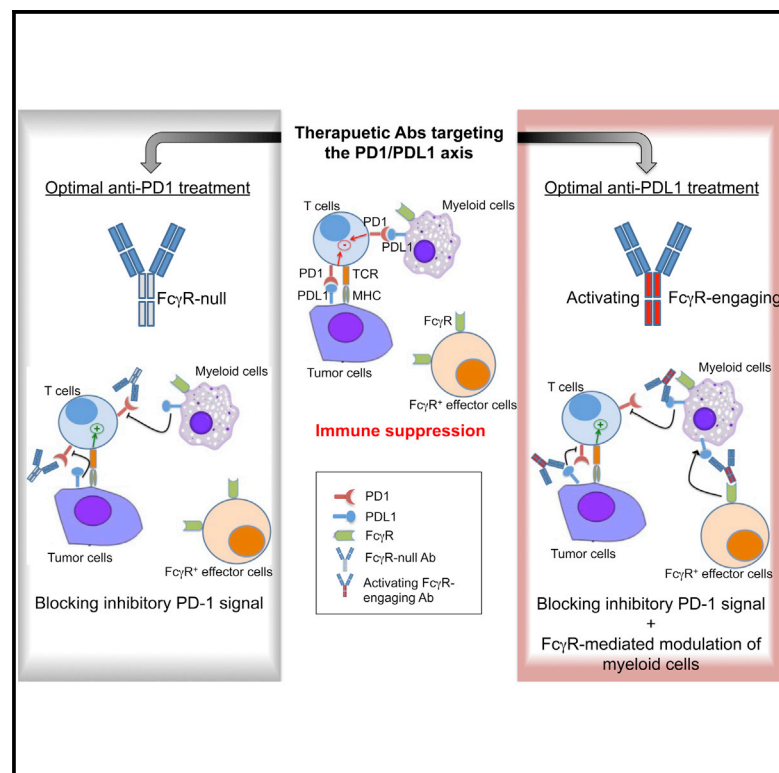 Therapuetic Abs targeting
the PD1/PDL1 axis
Optimal anti-PD1 treatment
FcγR-null
T cells
Myeloid cells
Tumor cells
FcγR⁺ effector cells
Blocking inhibitory PD-1 signal
T cells
PD1
Myeloid cells
-
PDL1
PD1
TCR
PDL1
MHC
FcγR
Tumor cells
FcγR⁺ effector cells
Immune suppression
PD1
PDL1
FcγR
FcγR-null Ab
Activating FcγR-
engaging Ab
Optimal anti-PDL1 treatment
Activating
FcγR-engaging
Myeloid cells
T cells
+
+
Tumor cells
FcγR⁺ effector cells
Blocking inhibitory PD-1 signal
+
FcγR-mediated modulation of
myeloid cells